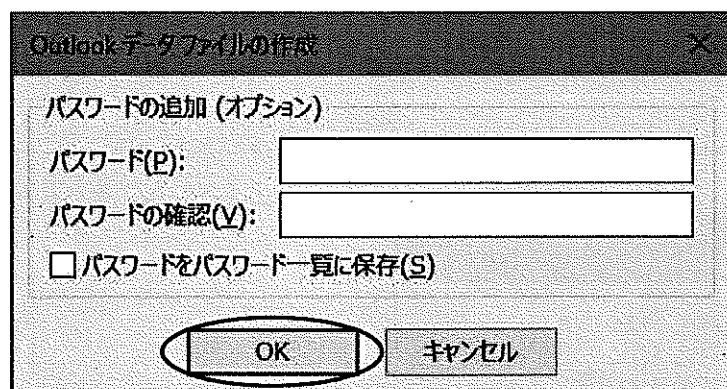 Outlook データ ファイルの作成
パスワードの追加 (オプション)
パスワード(P):
パスワードの確認(V):
パスワードをパスワード一覧に保存(S)
OK
キャンセル